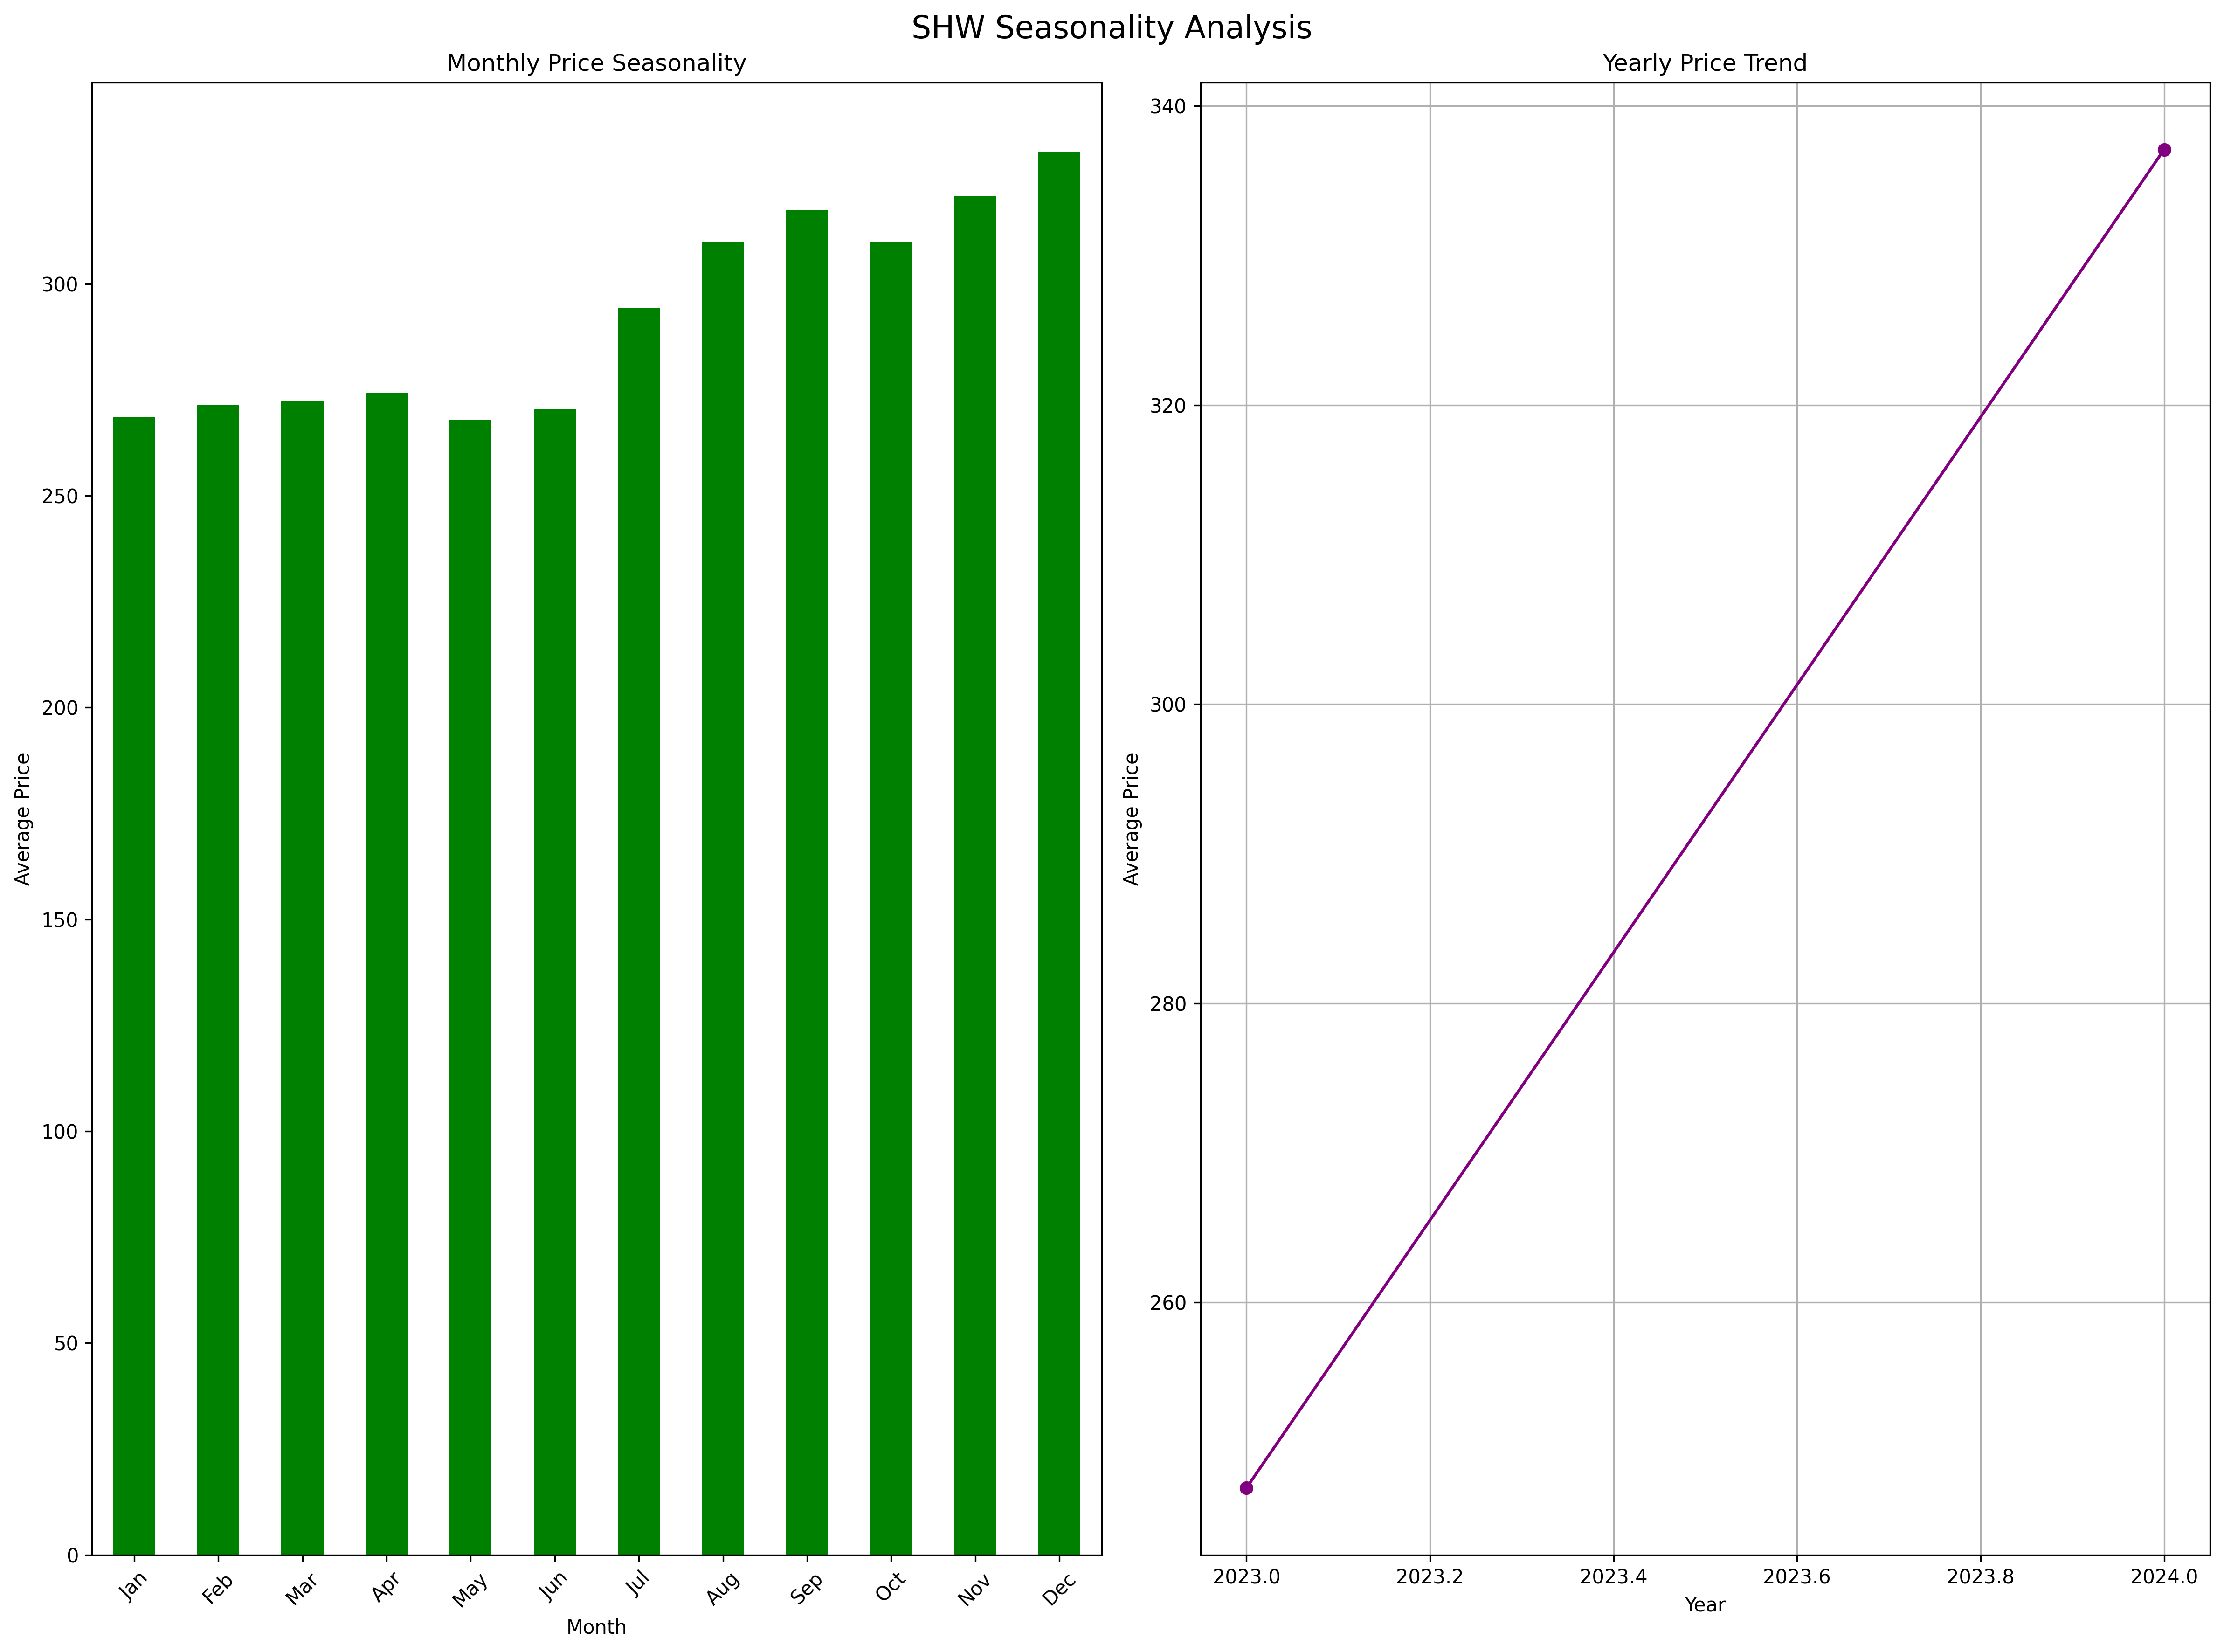 SHW Seasonality Analysis
Monthly Price Seasonality
Average Price
300
250
200
150
100
50
0
Jan Feb Mar Apr May Jun Jul Aug Sep Oct Nov Dec
Month
Yearly Price Trend
Average Price
340
320
300
280
260
2023.0 2023.2 2023.4 2023.6 2023.8 2024.0
Year